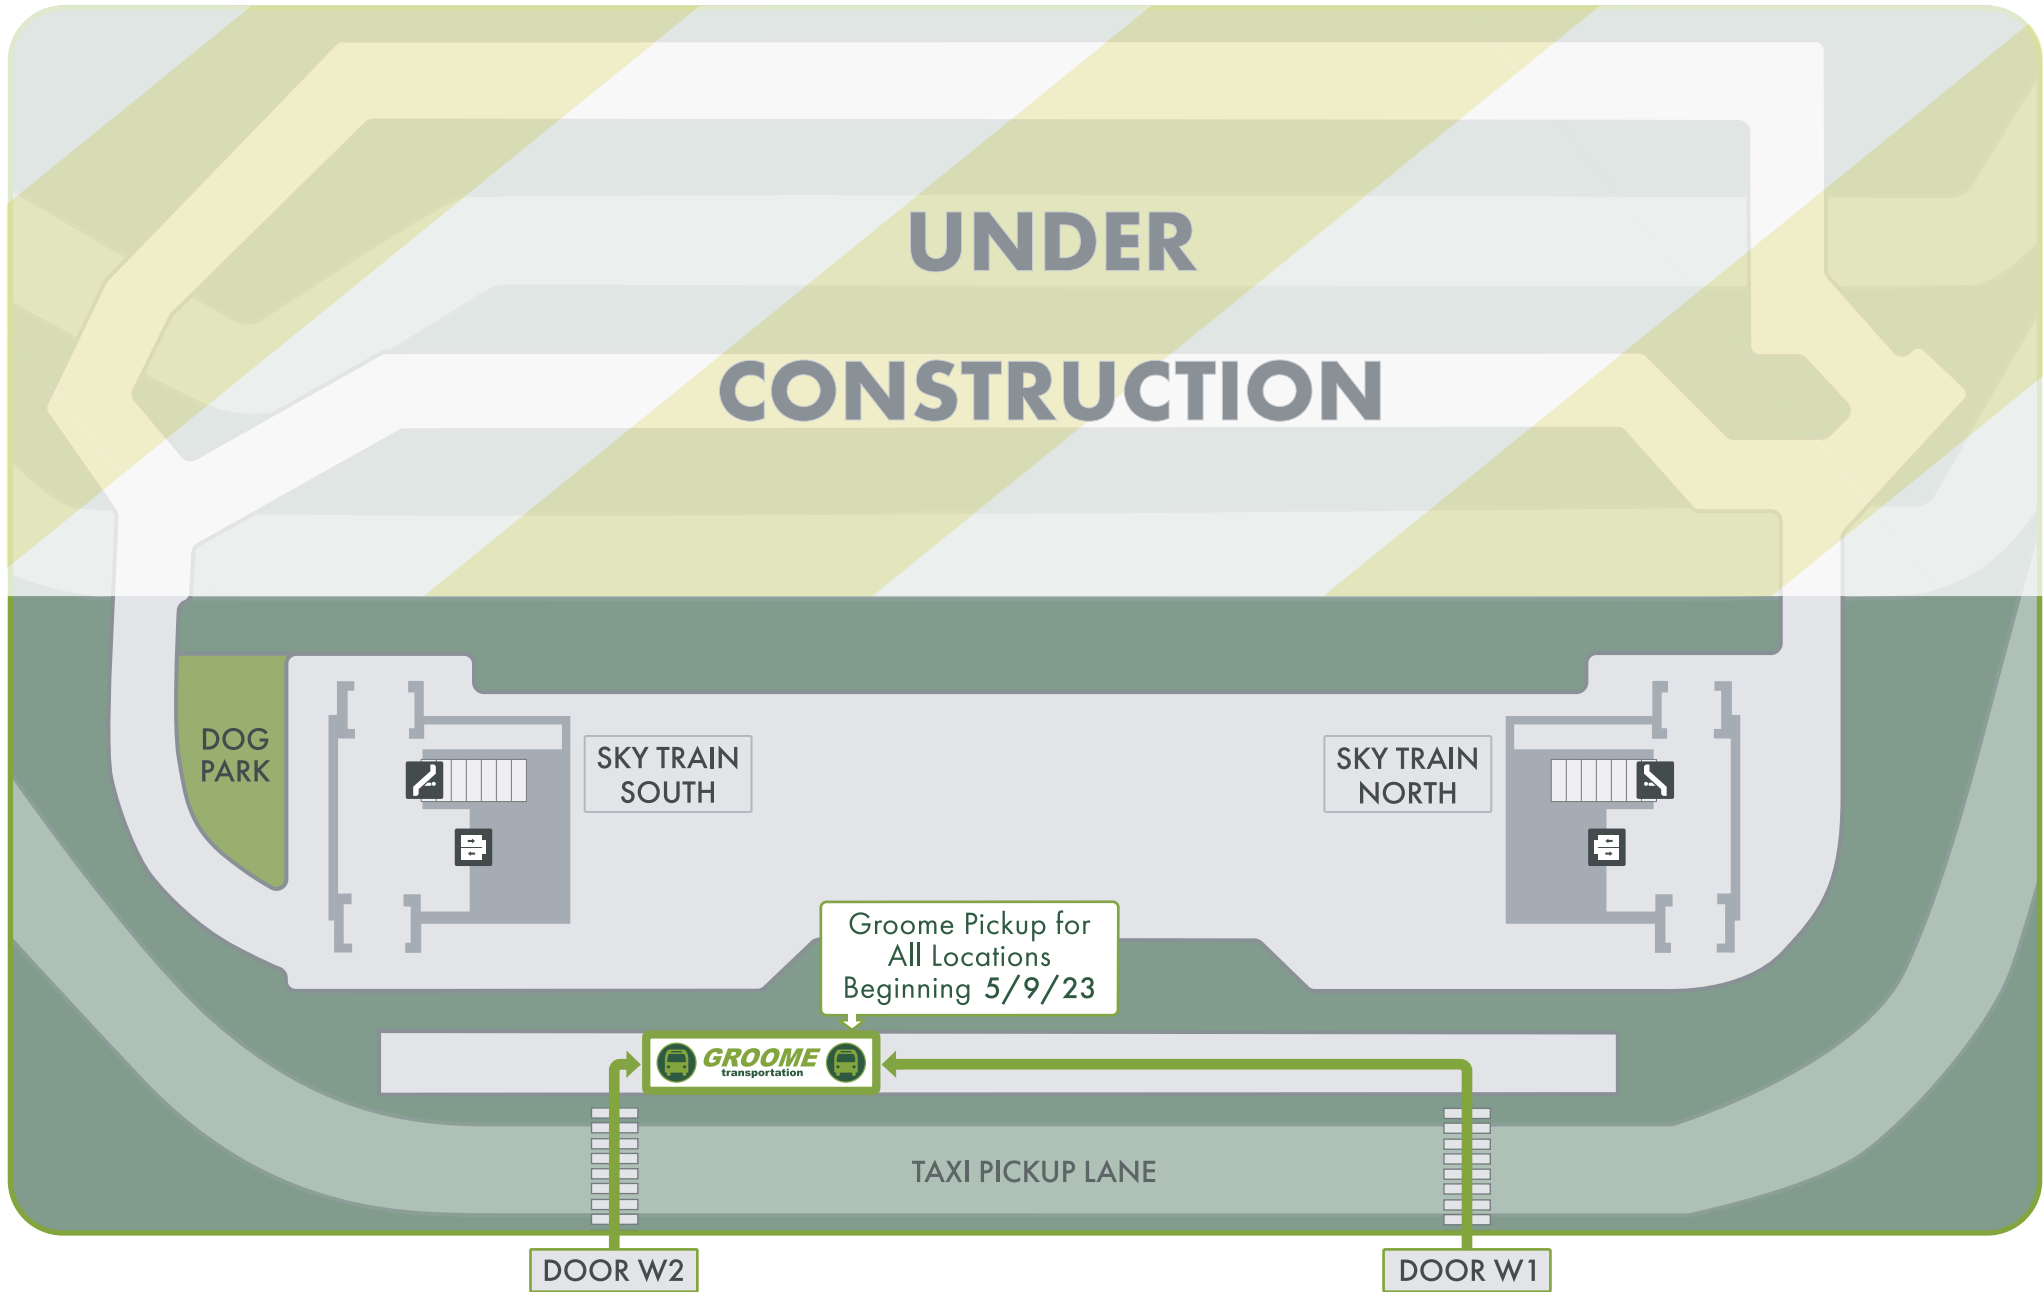 UNDER
CONSTRUCTION
DOG
PARK
SKY TRAIN
SOUTH
SKY TRAIN
NORTH
Groome Pickup for
All Locations
Beginning 5/9/23
GROOME
transportation
TAXI PICKUP LANE
DOOR W2
DOOR W1